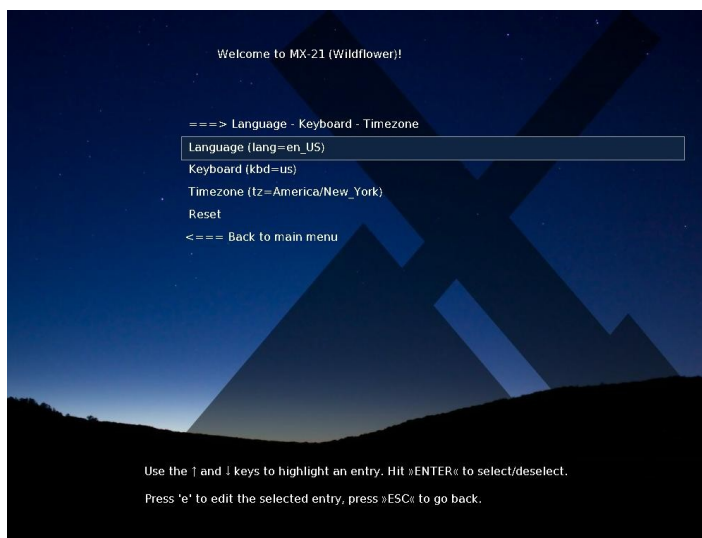 Welcome to MX-21 (Wildflower)!
===> Language - Keyboard - Timezone
Language (lang=en_US)
Keyboard (kbd=us)
Timezone (tz=America/New_York)
Reset
<=== Back to main menu
Use the ↑ and ↓ keys to highlight an entry. Hit »ENTER« to select/deselect.
Press 'e' to edit the selected entry, press »ESC« to go back.